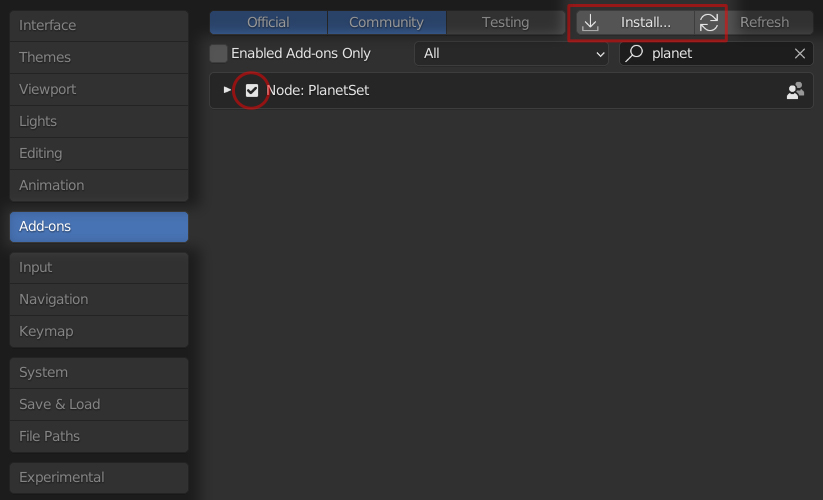 Interface
Themes
Viewport
Lights
Editing
Animation
Add-ons
Input
Navigation
Keymap
System
Save & Load
File Paths
Experimental
Official Community Testing Install... Refresh
Enabled Add-ons Only All planet
Node: PlanetSet